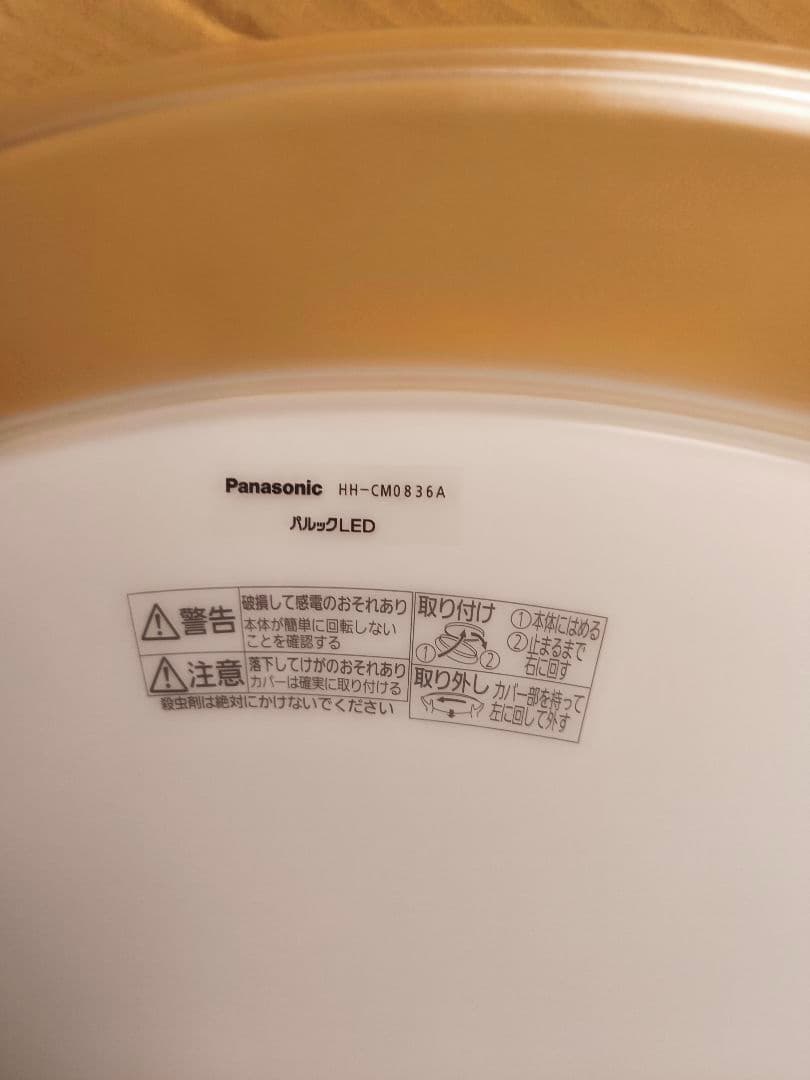 Panasonic HH-CM0836A
パルックLED
警告
破損して感電のおそれあり
本体が簡単に回転しない
ことを確認する
注意
落下してけがのおそれあり
カバーは確実に取り付ける
殺虫剤は絶対にかけないでください
取り付け
①②
①本体にはめる
②止まるまで
右に回す
取り外し
カバー部を持って
左に回して外す